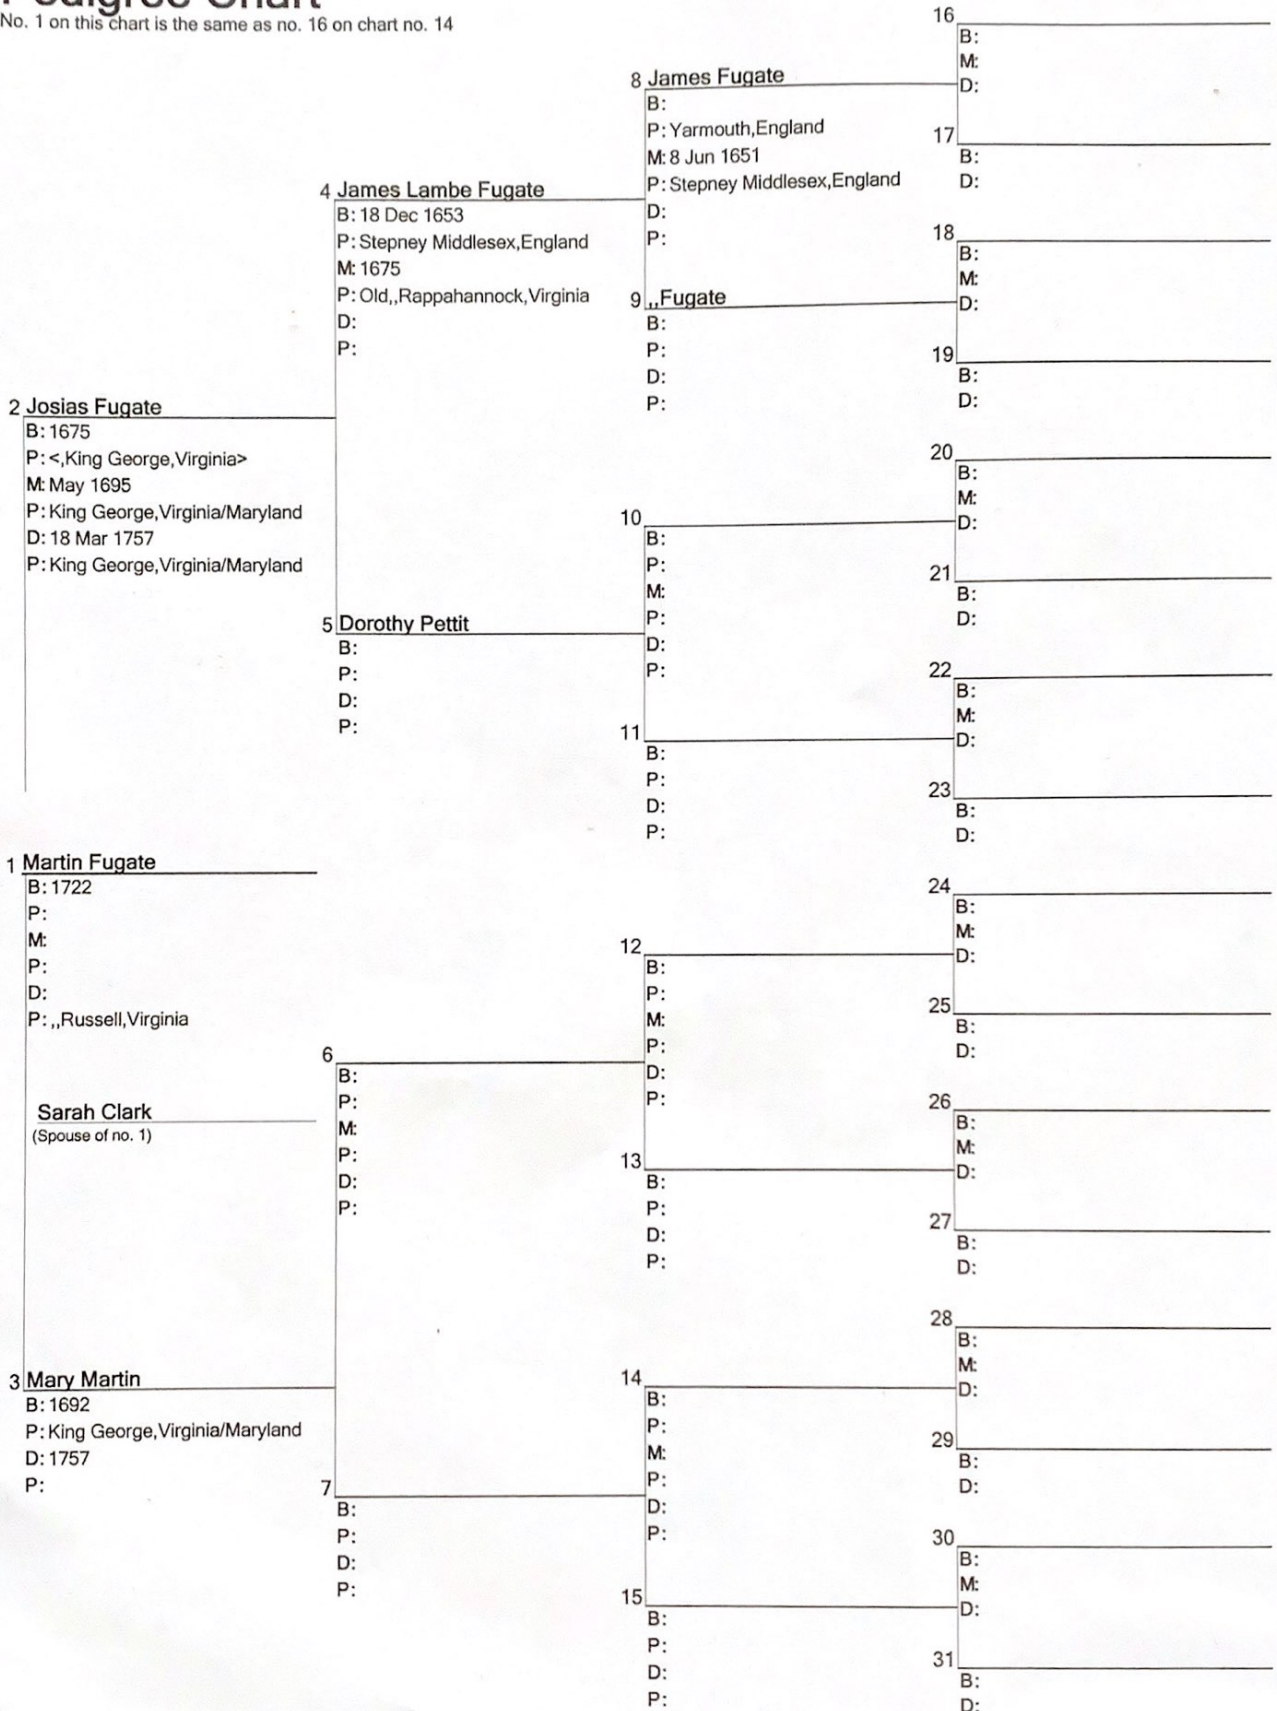 Pedigree Chart
No. 1 on this chart is the same as no. 16 on chart no. 14
2 Josias Fugate
B: 1675
P: <,King George,Virginia>
M: May 1695
P: King George,Virginia/Maryland
D: 18 Mar 1757
P: King George,Virginia/Maryland
1 Martin Fugate
B: 1722
P:
M:
P:
D:
P: ,,Russell,Virginia
Sarah Clark
(Spouse of no. 1)
3 Mary Martin
B: 1692
P: King George,Virginia/Maryland
D: 1757
P:
4 James Lambe Fugate
B: 18 Dec 1653
P: Stepney Middlesex,England
M: 1675
P: Old,,Rappahannock,Virginia
D:
P:
5 Dorothy Pettit
B:
P:
D:
P:
6
B:
P:
M:
P:
D:
P:
7
B:
P:
D:
P:
8 James Fugate
B:
P: Yarmouth,England
M: 8 Jun 1651
P: Stepney Middlesex,England
D:
P:
9 ,,Fugate
B:
P:
D:
P:
10
B:
P:
M:
P:
D:
P:
11
B:
P:
D:
P:
12
B:
P:
M:
P:
D:
P:
13
B:
P:
D:
P:
14
B:
P:
M:
P:
D:
P:
15
B:
P:
D:
P:
16
B:
M:
D:
17
B:
D:
18
B:
M:
D:
19
B:
D:
20
B:
M:
D:
21
B:
D:
22
B:
M:
D:
23
B:
D:
24
B:
M:
D:
25
B:
D:
26
B:
M:
D:
27
B:
D:
28
B:
M:
D:
29
B:
D:
30
B:
M:
D:
31
B:
D: